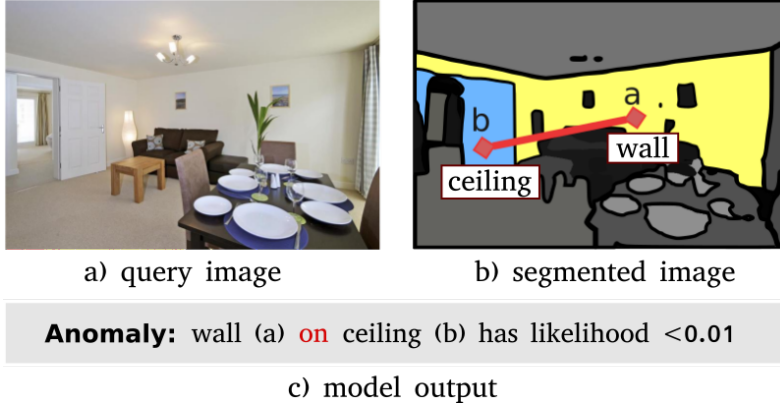 a
b
wall
ceiling
a) query image
b) segmented image
Anomaly: wall (a) on ceiling (b) has likelihood <0.01
c) model output